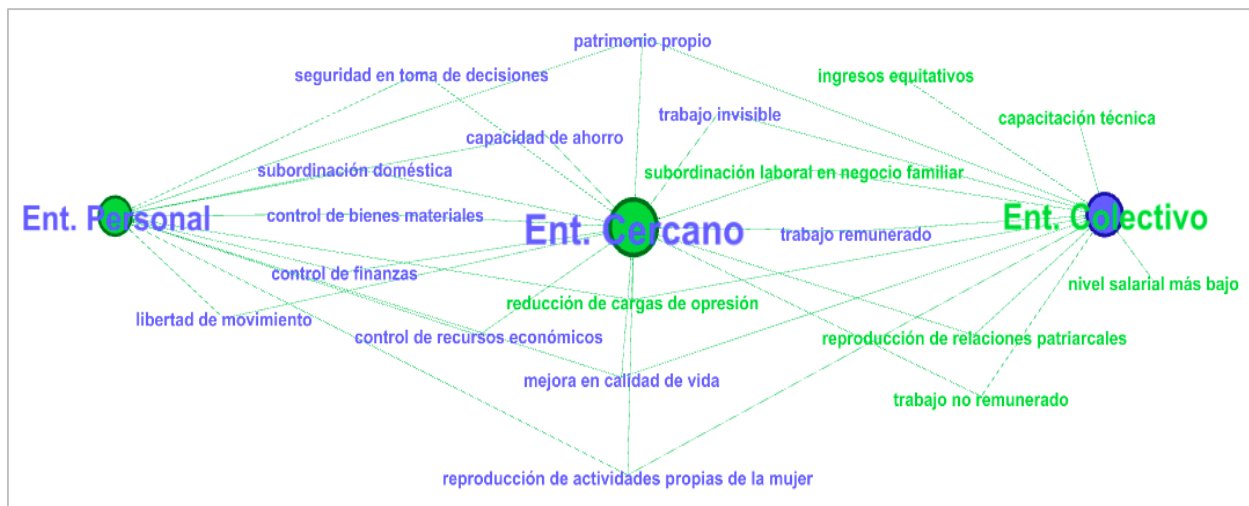 patrimonio propio
seguridad en toma de decisiones
ingresos equitativos
trabajo invisible
capacitación técnica
capacidad de ahorro
subordinación doméstica
subordinación laboral en negocio familiar
Ent. Personal
control de bienes materiales
Ent. Cercano
trabajo remunerado
Ent. Colectivo
control de finanzas
nivel salarial más bajo
reducción de cargas de opresión
libertad de movimiento
control de recursos económicos
reproducción de relaciones patriarcales
mejora en calidad de vida
trabajo no remunerado
reproducción de actividades propias de la mujer